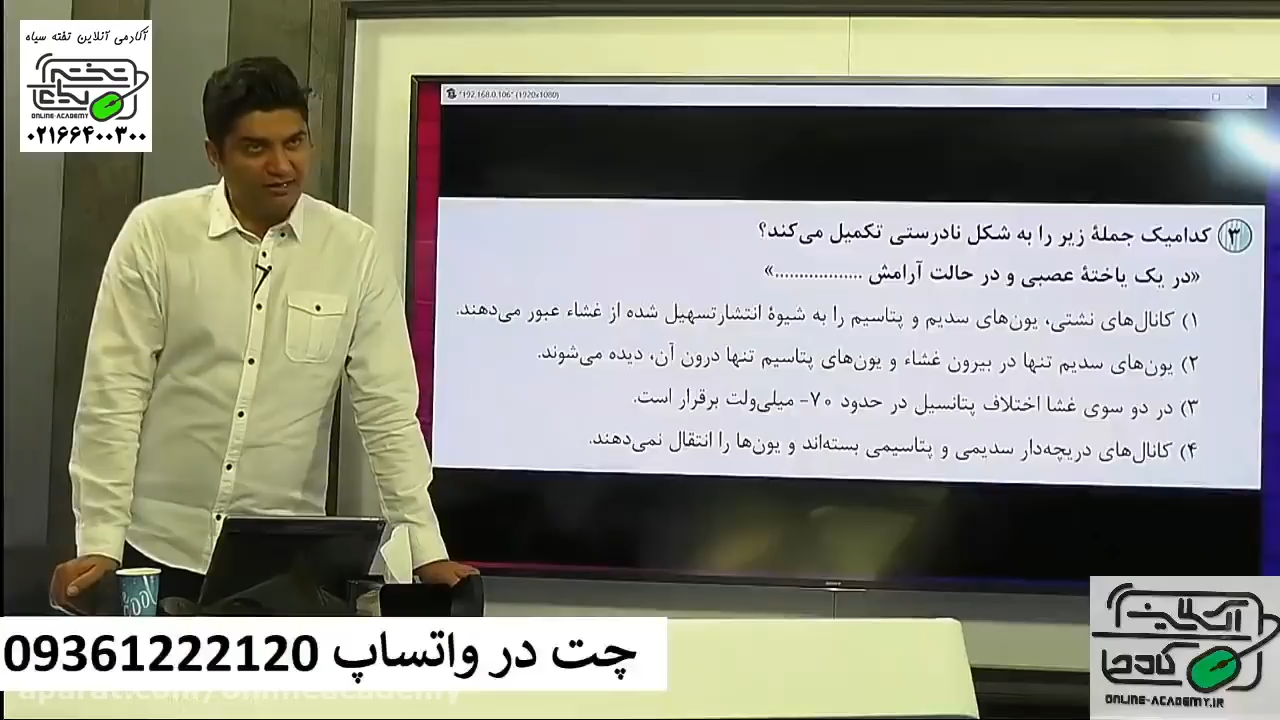 آکادمی آنلاین تخته سیاه
تخته سیاه
ONLINE-ACADEMY
۰۲۱۶۶۴۰۰۳۰۰
"192.168.0.106" (1920x1080)
۳ کدامیک جملهٔ زیر را به شکل نادرستی تکمیل می‌کند؟
«در یک یاختهٔ عصبی و در حالت آرامش ..................»
۱) کانال‌های نشتی، یون‌های سدیم و پتاسیم را به شیوهٔ انتشارتسهیل شده از غشاء عبور می‌دهند.
۲) یون‌های سدیم تنها در بیرون غشاء و یون‌های پتاسیم تنها درون آن، دیده می‌شوند.
۳) در دو سوی غشا اختلاف پتانسیل در حدود ۷۰- میلی‌ولت برقرار است.
۴) کانال‌های دریچه‌دار سدیمی و پتاسیمی بسته‌اند و یون‌ها را انتقال نمی‌دهند.
چت در واتساپ 09361222120
aparat.com/onlineacademy
ONLINE-ACADEMY.IR